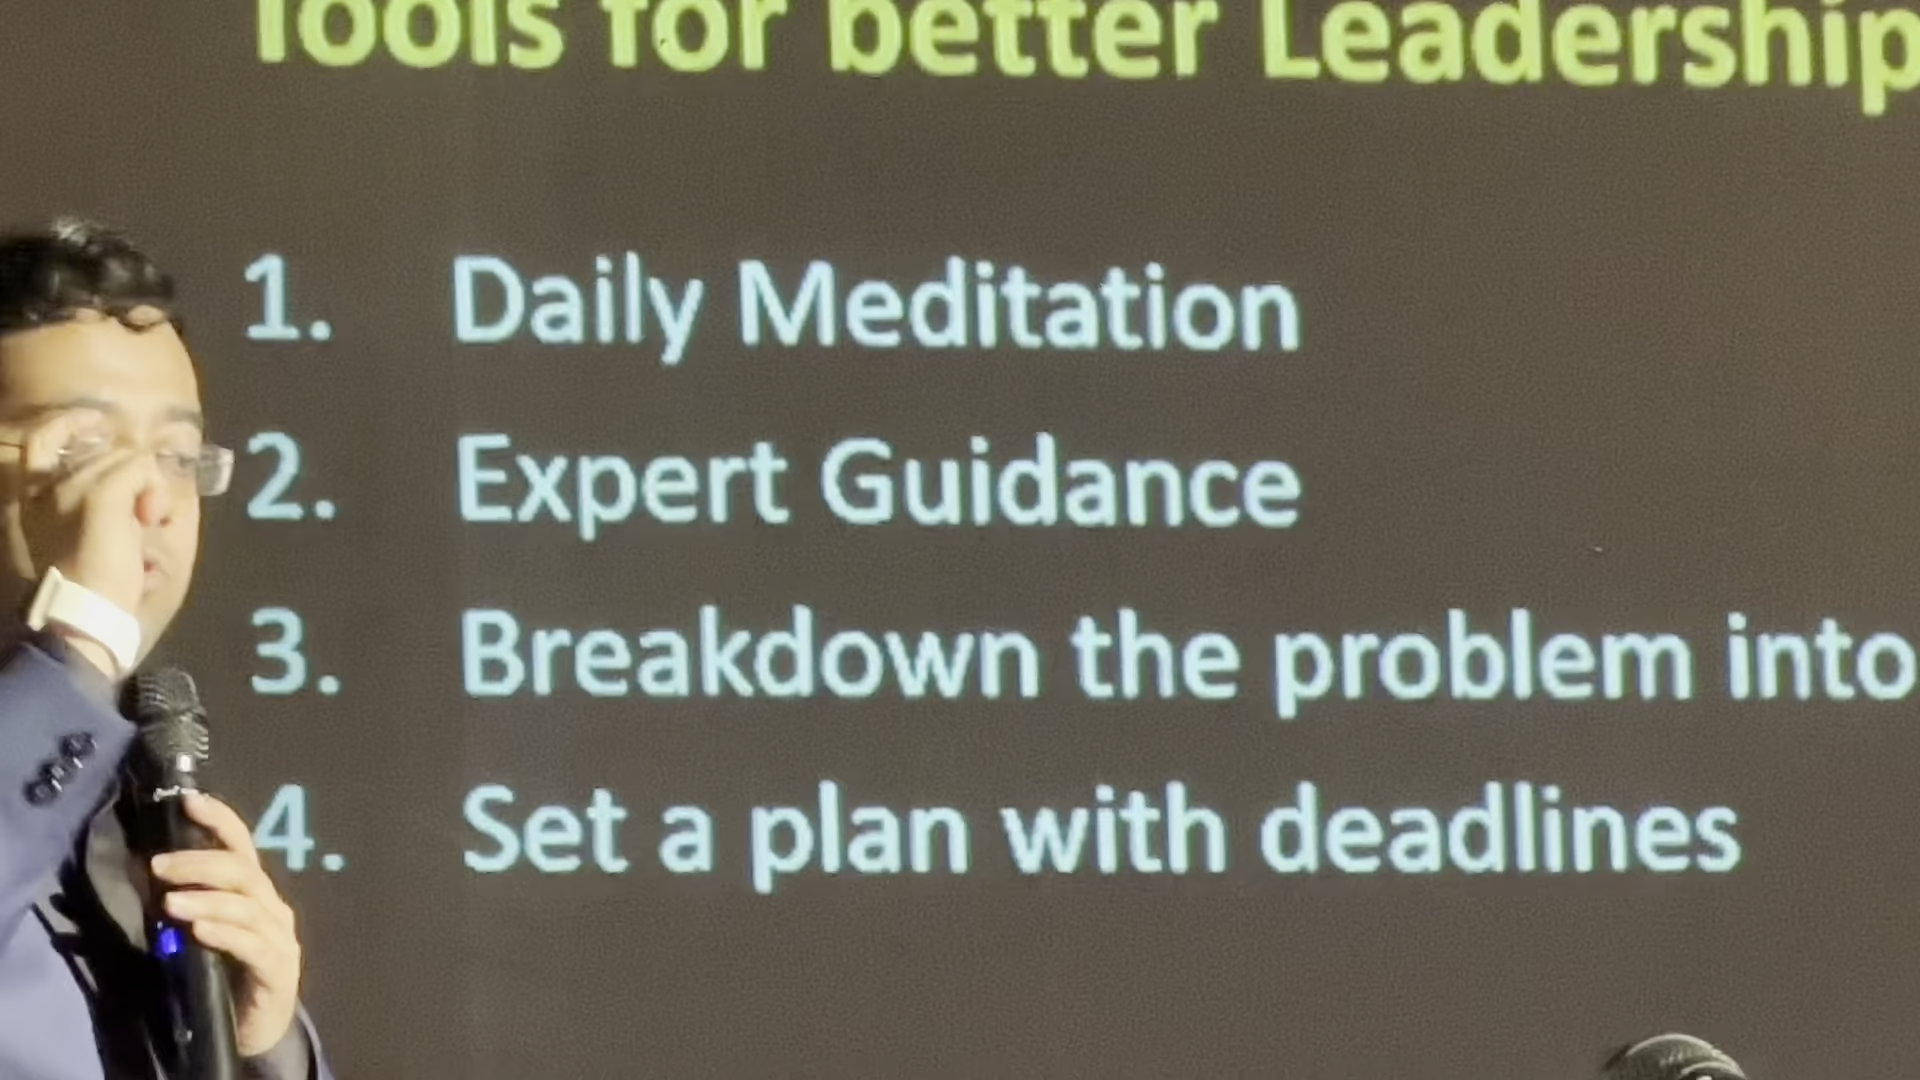 Tools for better Leadership
1. Daily Meditation
2. Expert Guidance
3. Breakdown the problem into
4. Set a plan with deadlines